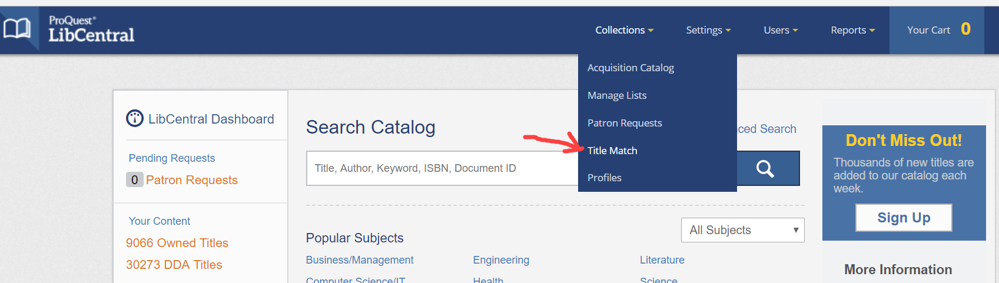 ProQuest®
LibCentral
Collections
Settings
Users
Reports
Your Cart 0
Acquisition Catalog
Manage Lists
Patron Requests
Title Match
Profiles
LibCentral Dashboard
Pending Requests
0 Patron Requests
Your Content
9066 Owned Titles
30273 DDA Titles
Search Catalog
ced Search
Title, Author, Keyword, ISBN, Document ID
All Subjects
Popular Subjects
Business/Management
Engineering
Literature
Computer Science/IT
Health
Science
Don't Miss Out!
Thousands of new titles are
added to our catalog each
week.
Sign Up
More Information